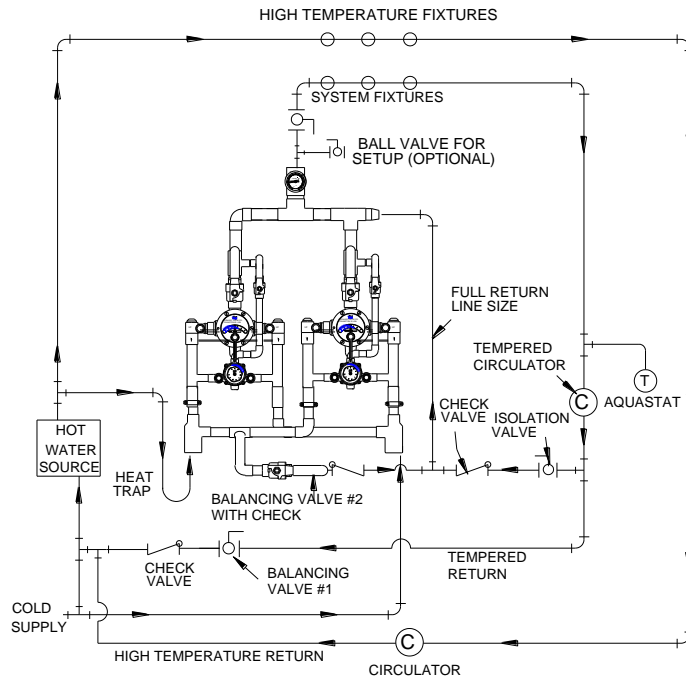 HIGH TEMPERATURE FIXTURES
SYSTEM FIXTURES
BALL VALVE FOR
SETUP (OPTIONAL)
FULL RETURN
LINE SIZE
TEMPERED
CIRCULATOR
C
T
AQUASTAT
CHECK
VALVE
ISOLATION
VALVE
HOT
WATER
SOURCE
HEAT
TRAP
BALANCING VALVE #2
WITH CHECK
CHECK
VALVE
BALANCING
VALVE #1
TEMPERED
RETURN
COLD
SUPPLY
HIGH TEMPERATURE RETURN
C
CIRCULATOR